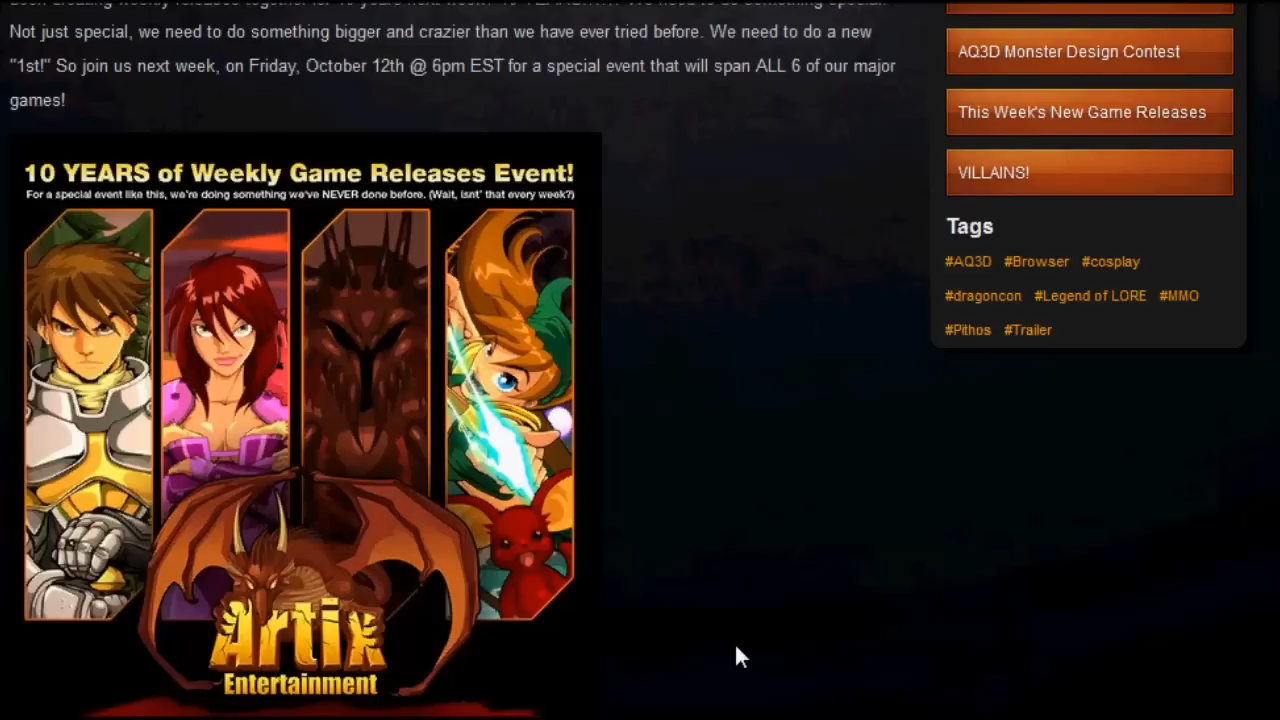 Not just special, we need to do something bigger and crazier than we have ever tried before. We need to do a new
"1st!" So join us next week, on Friday, October 12th @ 6pm EST for a special event that will span ALL 6 of our major
games!
10 YEARS of Weekly Game Releases Event!
For a special event like this, we're doing something we've NEVER done before. (Wait, isnt' that every week?)
Artix
Entertainment
AQ3D Monster Design Contest
This Week's New Game Releases
VILLAINS!
Tags
#AQ3D #Browser #cosplay
#dragoncon #Legend of LORE #MMO
#Pithos #Trailer